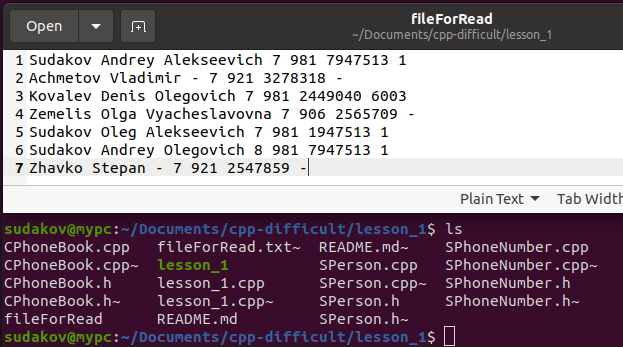 Open
fileForRead
~/Documents/cpp-difficult/lesson_1
1 Sudakov Andrey Alekseevich 7 981 7947513 1
2 Achmetov Vladimir - 7 921 3278318 -
3 Kovalev Denis Olegovich 7 981 2449040 6003
4 Zemelis Olga Vyacheslavovna 7 906 2565709 -
5 Sudakov Oleg Alekseevich 7 981 1947513 1
6 Sudakov Andrey Olegovich 8 981 7947513 1
7 Zhavko Stepan - 7 921 2547859 -
Plain Text Tab Width
sudakov@mypc:~/Documents/cpp-difficult/lesson_1$ ls
CPhoneBook.cpp fileForRead.txt~ README.md~ SPhoneNumber.cpp
CPhoneBook.cpp~ lesson_1 SPerson.cpp SPhoneNumber.cpp~
CPhoneBook.h lesson_1.cpp SPerson.cpp~ SPhoneNumber.h
CPhoneBook.h~ lesson_1.cpp~ SPerson.h SPhoneNumber.h~
fileForRead README.md SPerson.h~
sudakov@mypc:~/Documents/cpp-difficult/lesson_1$